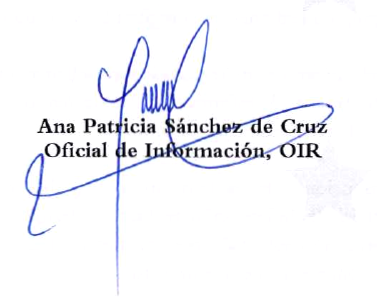 Ana Patricia Sánchez de Cruz
Oficial de Información, OIR